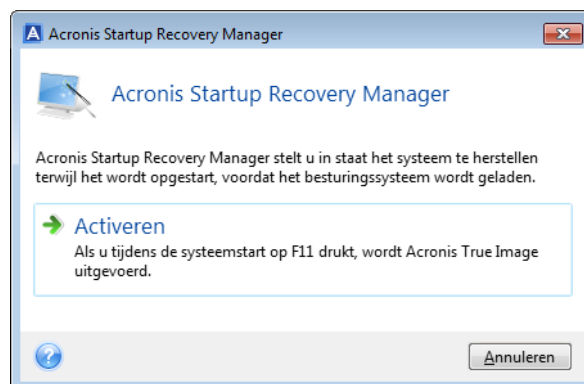 Acronis Startup Recovery Manager
Acronis Startup Recovery Manager
Acronis Startup Recovery Manager stelt u in staat het systeem te herstellen
terwijl het wordt opgestart, voordat het besturingssysteem wordt geladen.
Activeren
Als u tijdens de systeemstart op F11 drukt, wordt Acronis True Image
uitgevoerd.
Annuleren